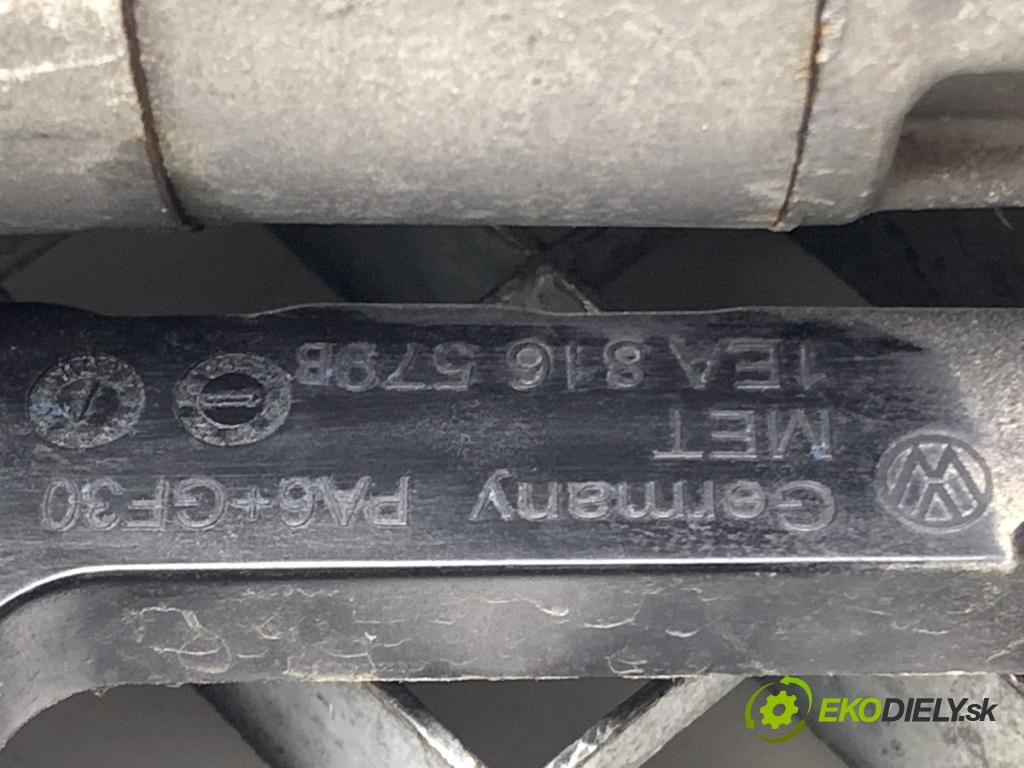 PA6+GF30 Germany
MET
1EA 816 579B
EKODIELY.sk